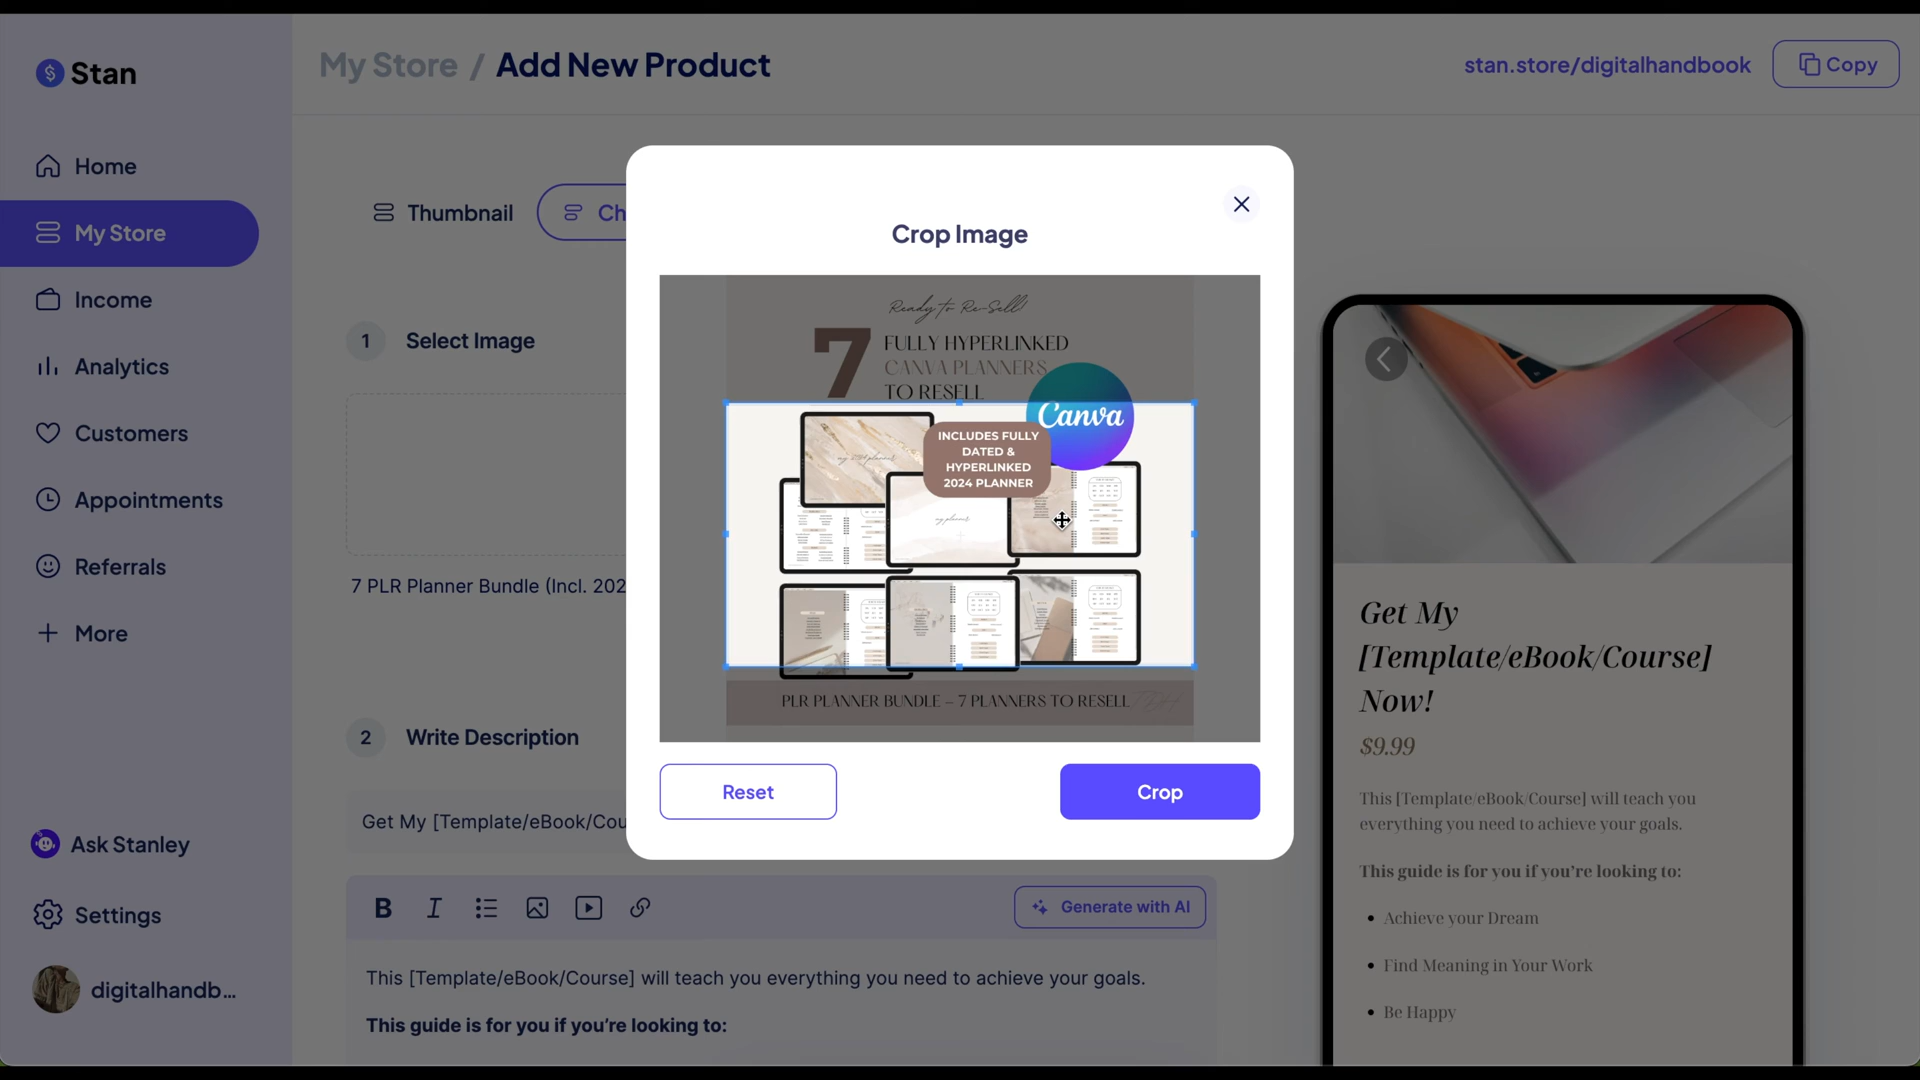 Stan
My Store / Add New Product
stan.store/digitalhandbook
Copy
Home
My Store
Income
Analytics
Customers
Appointments
Referrals
More
Ask Stanley
Settings
digitalhandb...
Thumbnail
Ch
1 Select Image
7 PLR Planner Bundle (Incl. 202
2 Write Description
Get My [Template/eBook/Cou
B I
Generate with AI
This [Template/eBook/Course] will teach you everything you need to achieve your goals.
This guide is for you if you're looking to:
Crop Image
Ready to Re-Sell!
7
FULLY HYPERLINKED
CANVA PLANNERS
TO RESELL
Canva
INCLUDES FULLY
DATED &
HYPERLINKED
2024 PLANNER
my 2024 planner
my planner
PLR PLANNER BUNDLE – 7 PLANNERS TO RESELL
Reset
Crop
Get My
[Template/eBook/Course]
Now!
$9.99
This [Template/eBook/Course] will teach you
everything you need to achieve your goals.
This guide is for you if you're looking to:
• Achieve your Dream
• Find Meaning in Your Work
• Be Happy